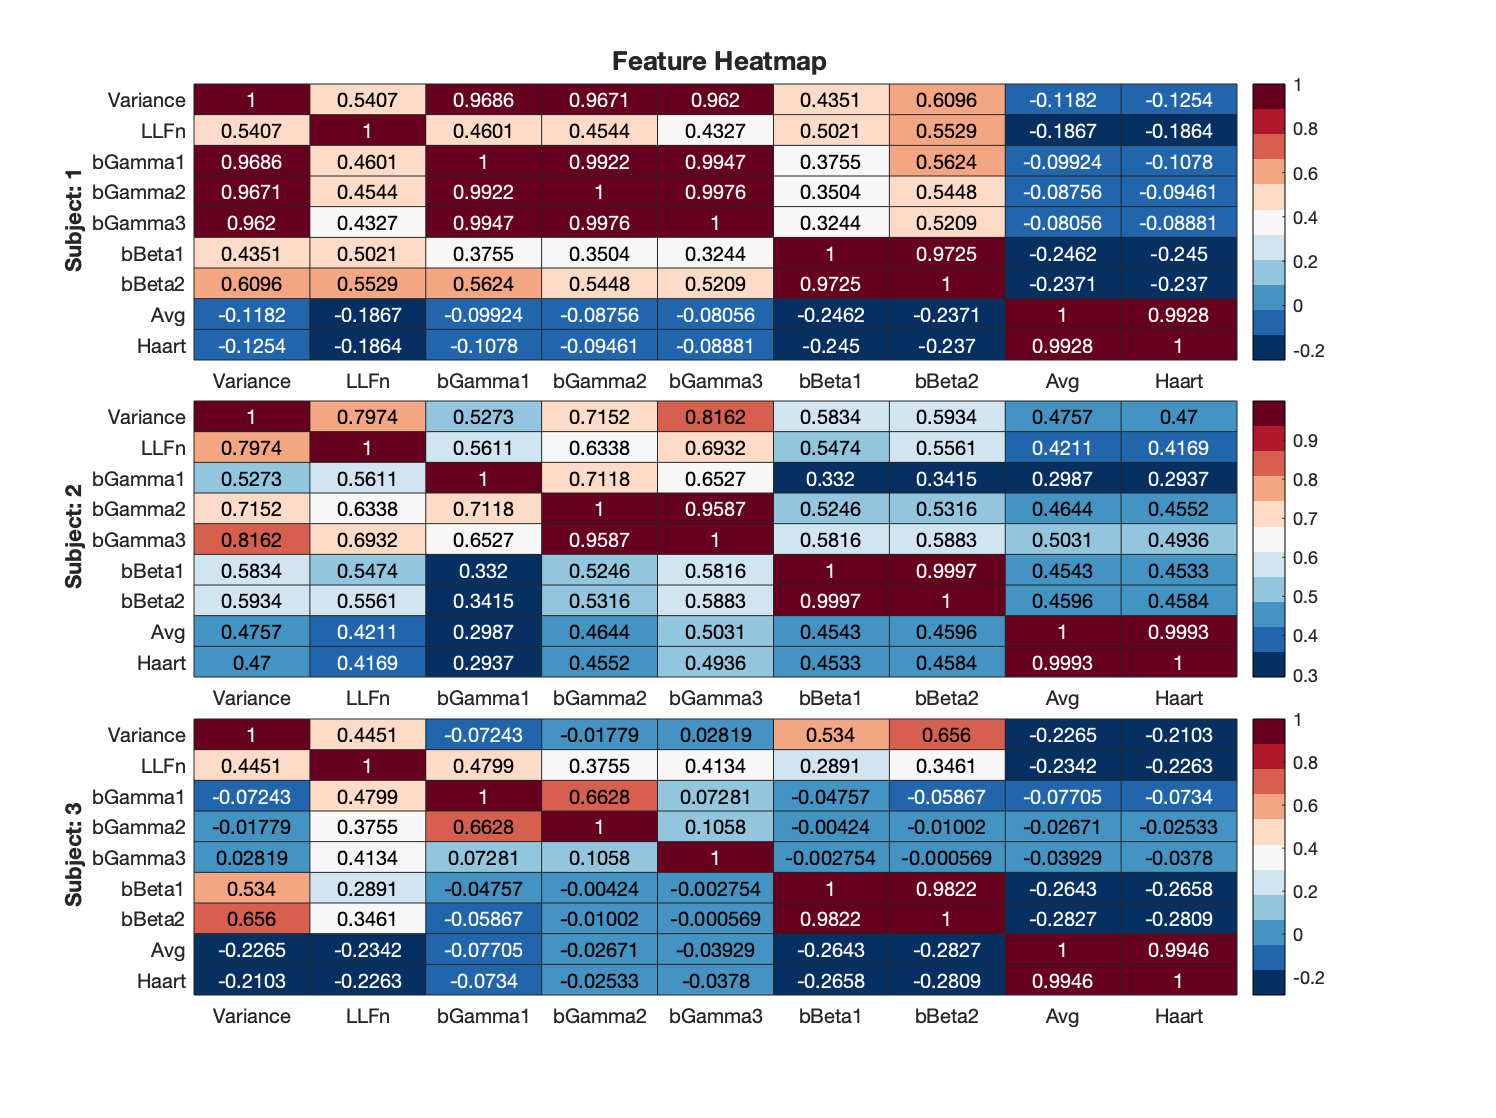 Feature Heatmap
Subject: 1
Variance 1 0.5407 0.9686 0.9671 0.962 0.4351 0.6096 -0.1182 -0.1254
LLFn 0.5407 1 0.4601 0.4544 0.4327 0.5021 0.5529 -0.1867 -0.1864
bGamma1 0.9686 0.4601 1 0.9922 0.9947 0.3755 0.5624 -0.09924 -0.1078
bGamma2 0.9671 0.4544 0.9922 1 0.9976 0.3504 0.5448 -0.08756 -0.09461
bGamma3 0.962 0.4327 0.9947 0.9976 1 0.3244 0.5209 -0.08056 -0.08881
bBeta1 0.4351 0.5021 0.3755 0.3504 0.3244 1 0.9725 -0.2462 -0.245
bBeta2 0.6096 0.5529 0.5624 0.5448 0.5209 0.9725 1 -0.2371 -0.237
Avg -0.1182 -0.1867 -0.09924 -0.08756 -0.08056 -0.2462 -0.2371 1 0.9928
Haart -0.1254 -0.1864 -0.1078 -0.09461 -0.08881 -0.245 -0.237 0.9928 1
Variance LLFn bGamma1 bGamma2 bGamma3 bBeta1 bBeta2 Avg Haart
1
0.8
0.6
0.4
0.2
0
-0.2
Subject: 2
Variance 1 0.7974 0.5273 0.7152 0.8162 0.5834 0.5934 0.4757 0.47
LLFn 0.7974 1 0.5611 0.6338 0.6932 0.5474 0.5561 0.4211 0.4169
bGamma1 0.5273 0.5611 1 0.7118 0.6527 0.332 0.3415 0.2987 0.2937
bGamma2 0.7152 0.6338 0.7118 1 0.9587 0.5246 0.5316 0.4644 0.4552
bGamma3 0.8162 0.6932 0.6527 0.9587 1 0.5816 0.5883 0.5031 0.4936
bBeta1 0.5834 0.5474 0.332 0.5246 0.5816 1 0.9997 0.4543 0.4533
bBeta2 0.5934 0.5561 0.3415 0.5316 0.5883 0.9997 1 0.4596 0.4584
Avg 0.4757 0.4211 0.2987 0.4644 0.5031 0.4543 0.4596 1 0.9993
Haart 0.47 0.4169 0.2937 0.4552 0.4936 0.4533 0.4584 0.9993 1
Variance LLFn bGamma1 bGamma2 bGamma3 bBeta1 bBeta2 Avg Haart
0.9
0.8
0.7
0.6
0.5
0.4
0.3
Subject: 3
Variance 1 0.4451 -0.07243 -0.01779 0.02819 0.534 0.656 -0.2265 -0.2103
LLFn 0.4451 1 0.4799 0.3755 0.4134 0.2891 0.3461 -0.2342 -0.2263
bGamma1 -0.07243 0.4799 1 0.6628 0.07281 -0.04757 -0.05867 -0.07705 -0.0734
bGamma2 -0.01779 0.3755 0.6628 1 0.1058 -0.00424 -0.01002 -0.02671 -0.02533
bGamma3 0.02819 0.4134 0.07281 0.1058 1 -0.002754 -0.000569 -0.03929 -0.0378
bBeta1 0.534 0.2891 -0.04757 -0.00424 -0.002754 1 0.9822 -0.2643 -0.2658
bBeta2 0.656 0.3461 -0.05867 -0.01002 -0.000569 0.9822 1 -0.2827 -0.2809
Avg -0.2265 -0.2342 -0.07705 -0.02671 -0.03929 -0.2643 -0.2827 1 0.9946
Haart -0.2103 -0.2263 -0.0734 -0.02533 -0.0378 -0.2658 -0.2809 0.9946 1
Variance LLFn bGamma1 bGamma2 bGamma3 bBeta1 bBeta2 Avg Haart
1
0.8
0.6
0.4
0.2
0
-0.2